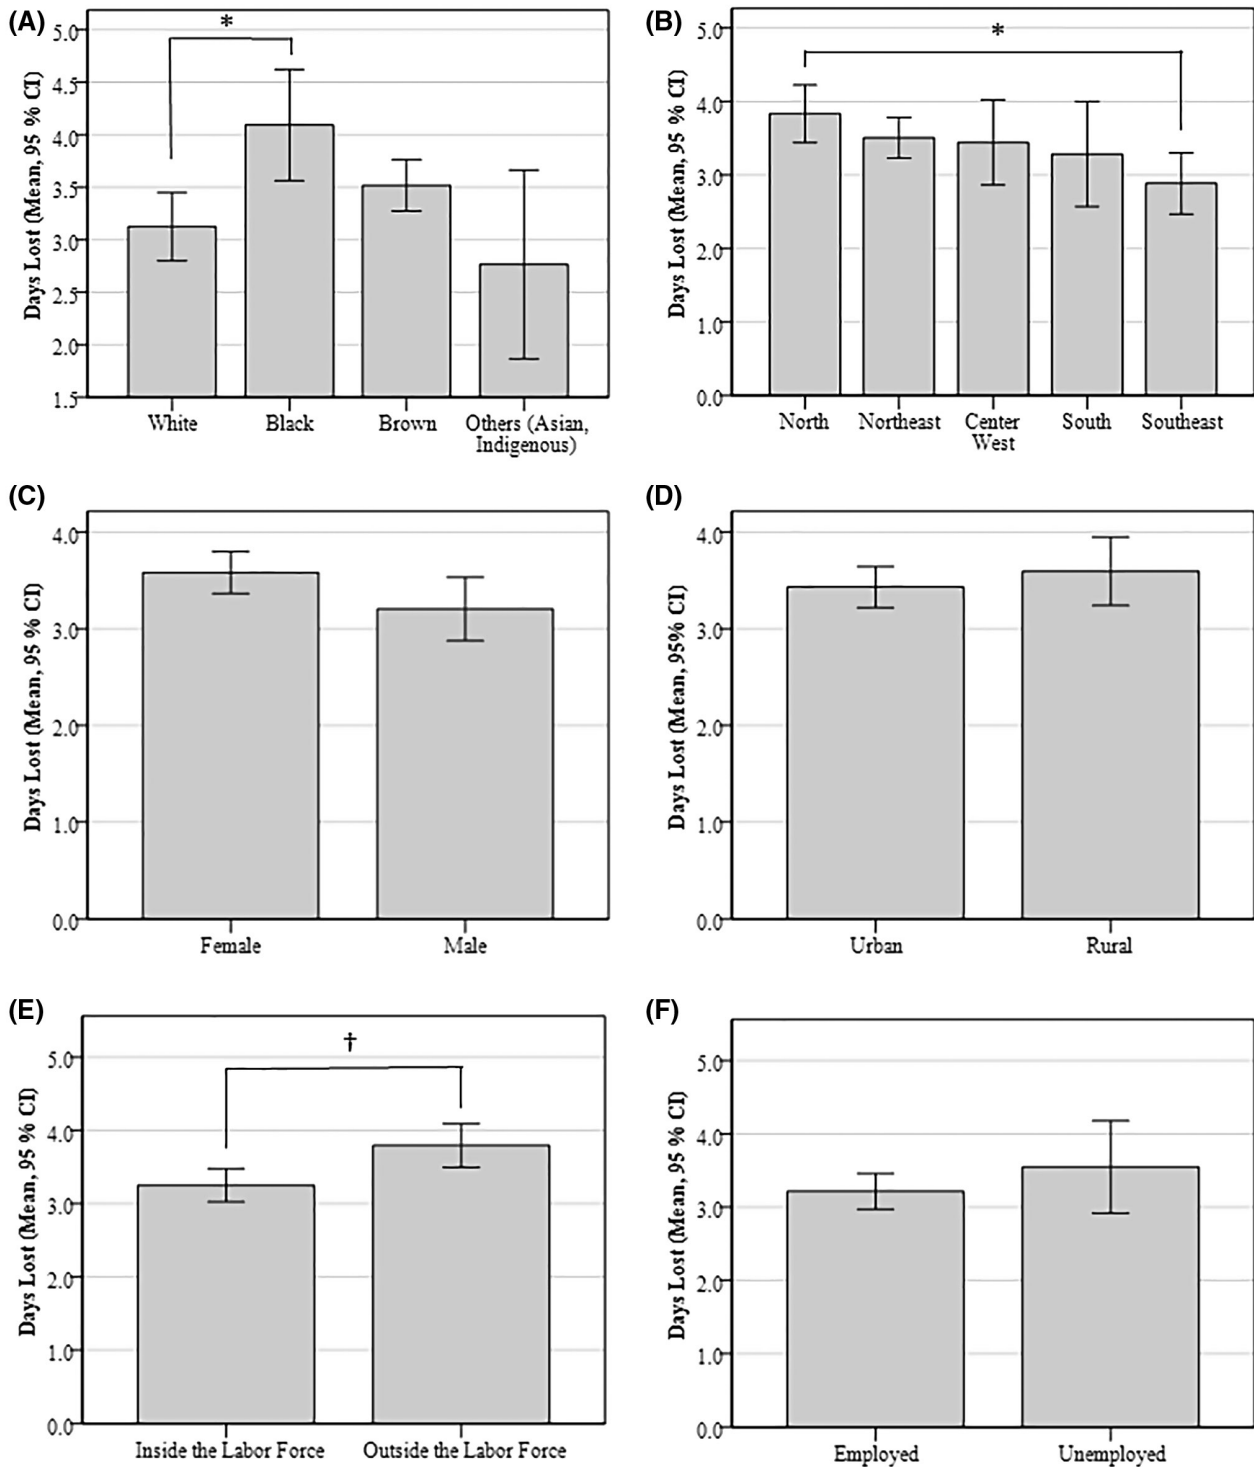 (A)
*
Days Lost (Mean, 95 % CI)
5.0
4.5
4.0
3.5
3.0
2.5
2.0
1.5
White
Black
Brown
Others (Asian,
Indigenous)
(B)
*
Days Lost (Mean, 95 % CI)
5.0
4.0
3.0
2.0
1.0
0.0
North
Northeast
Center
West
South
Southeast
(C)
Days Lost (Mean, 95 % CI)
4.0
3.0
2.0
1.0
0.0
Female
Male
(D)
Days Lost (Mean, 95% CI)
4.0
3.0
2.0
1.0
0.0
Urban
Rural
(E)
†
Days Lost (Mean, 95 % CI)
5.0
4.0
3.0
2.0
1.0
0.0
Inside the Labor Force
Outside the Labor Force
(F)
Days Lost (Mean, 95 % CI)
5.0
4.0
3.0
2.0
1.0
0.0
Employed
Unemployed